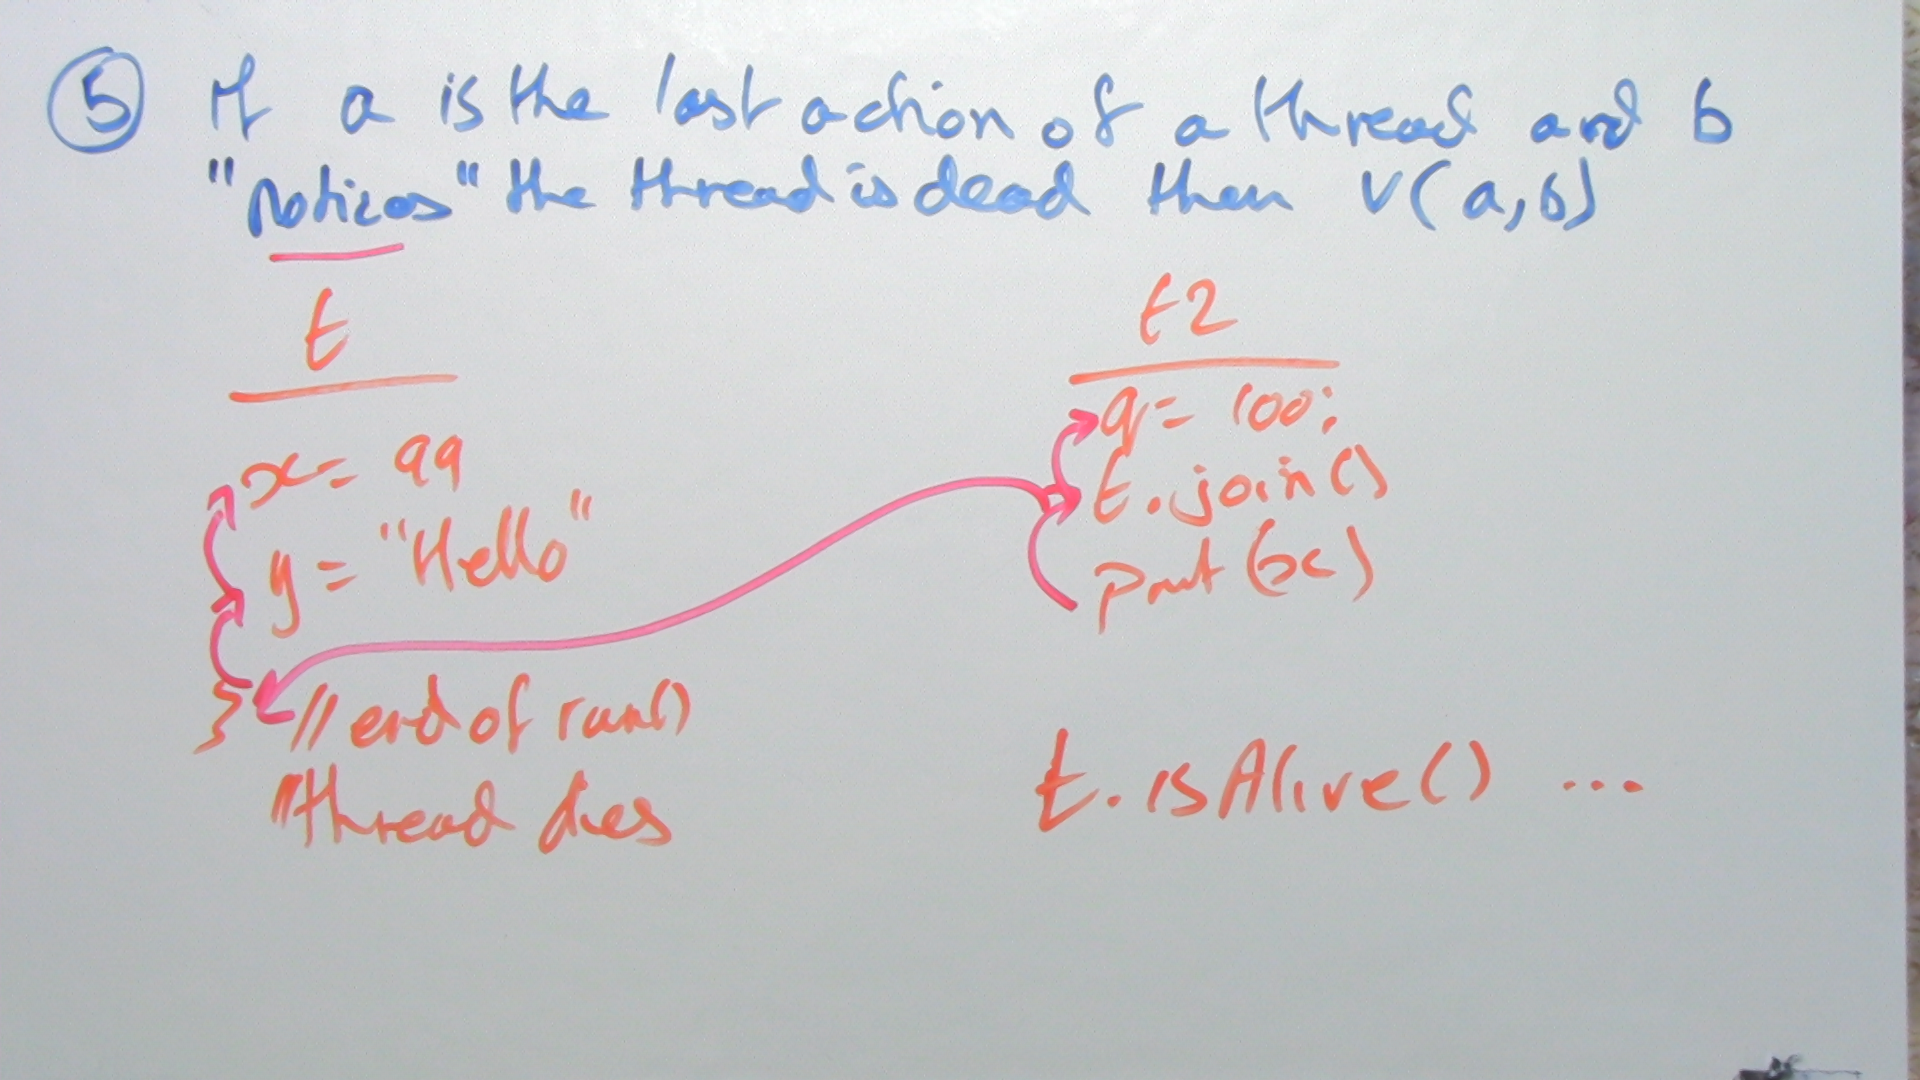 5 If a is the last action of a thread and b
"notices" the thread is dead then V(a,b)
t
x = 99
y = "Hello"
} // end of run()
// thread dies
t2
q = 100;
t.join()
print(x)
t.isAlive() ...